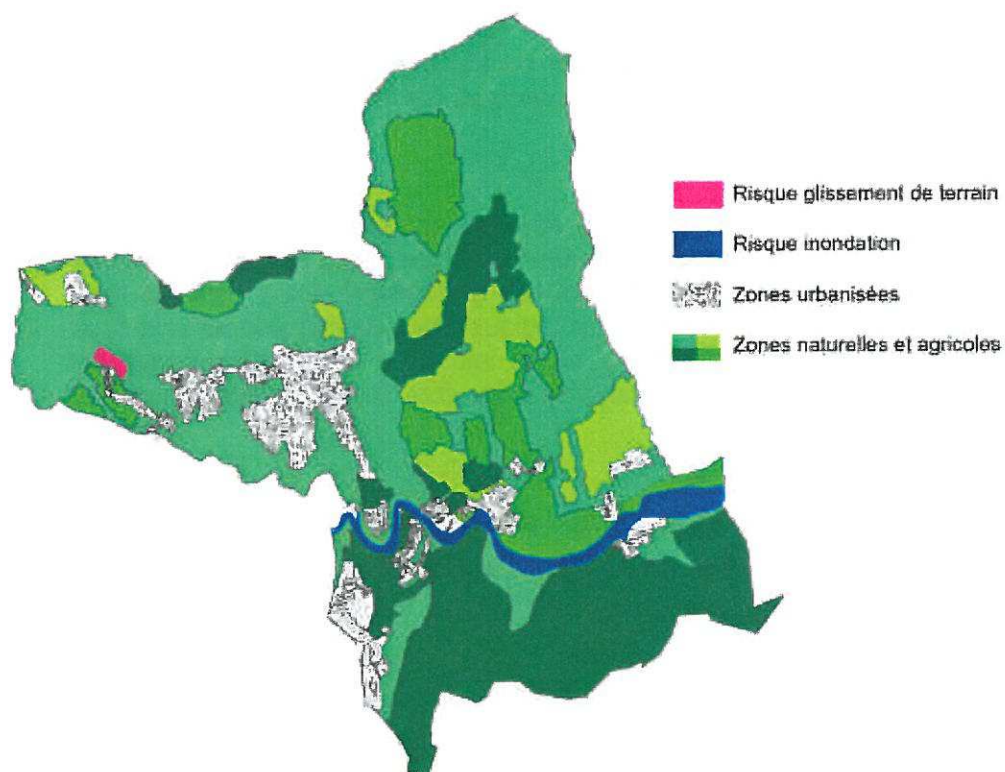 Risque glissement de terrain
Risque inondation
Zones urbanisées
Zones naturelles et agricoles